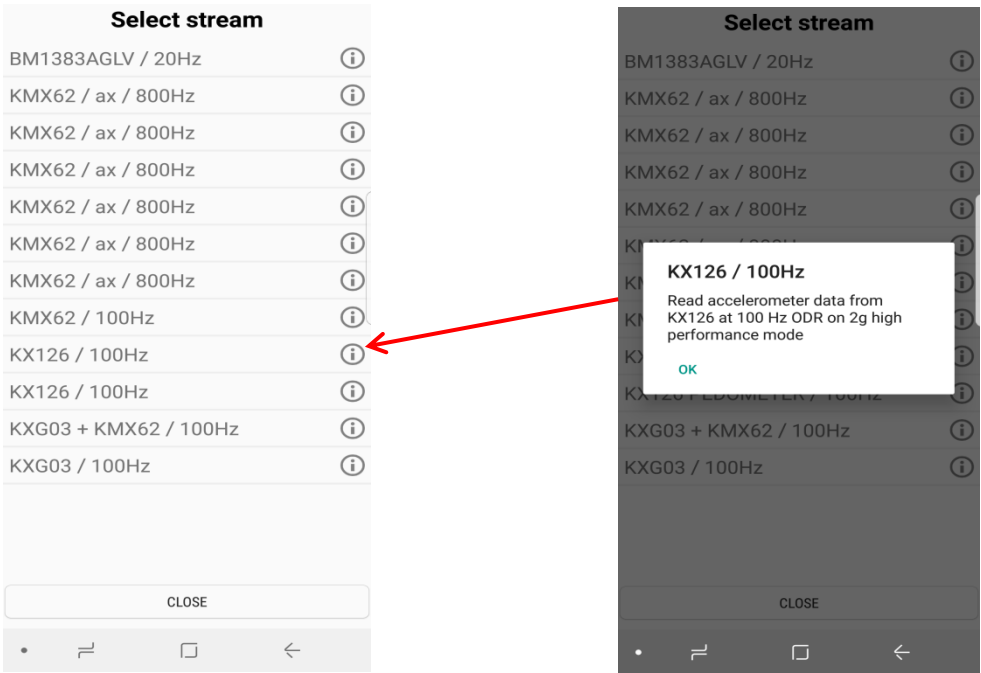 Select stream
BM1383AGLV / 20Hz
KMX62 / ax / 800Hz
KMX62 / ax / 800Hz
KMX62 / ax / 800Hz
KMX62 / ax / 800Hz
KMX62 / ax / 800Hz
KMX62 / ax / 800Hz
KMX62 / 100Hz
KX126 / 100Hz
KX126 / 100Hz
KXG03 + KMX62 / 100Hz
KXG03 / 100Hz
CLOSE
Select stream
BM1383AGLV / 20Hz
KMX62 / ax / 800Hz
KMX62 / ax / 800Hz
KMX62 / ax / 800Hz
KMX62 / ax / 800Hz
KX126 / 100Hz
Read accelerometer data from
KX126 at 100 Hz ODR on 2g high
performance mode
OK
KX126 PEDOMETER / 100Hz
KXG03 + KMX62 / 100Hz
KXG03 / 100Hz
CLOSE